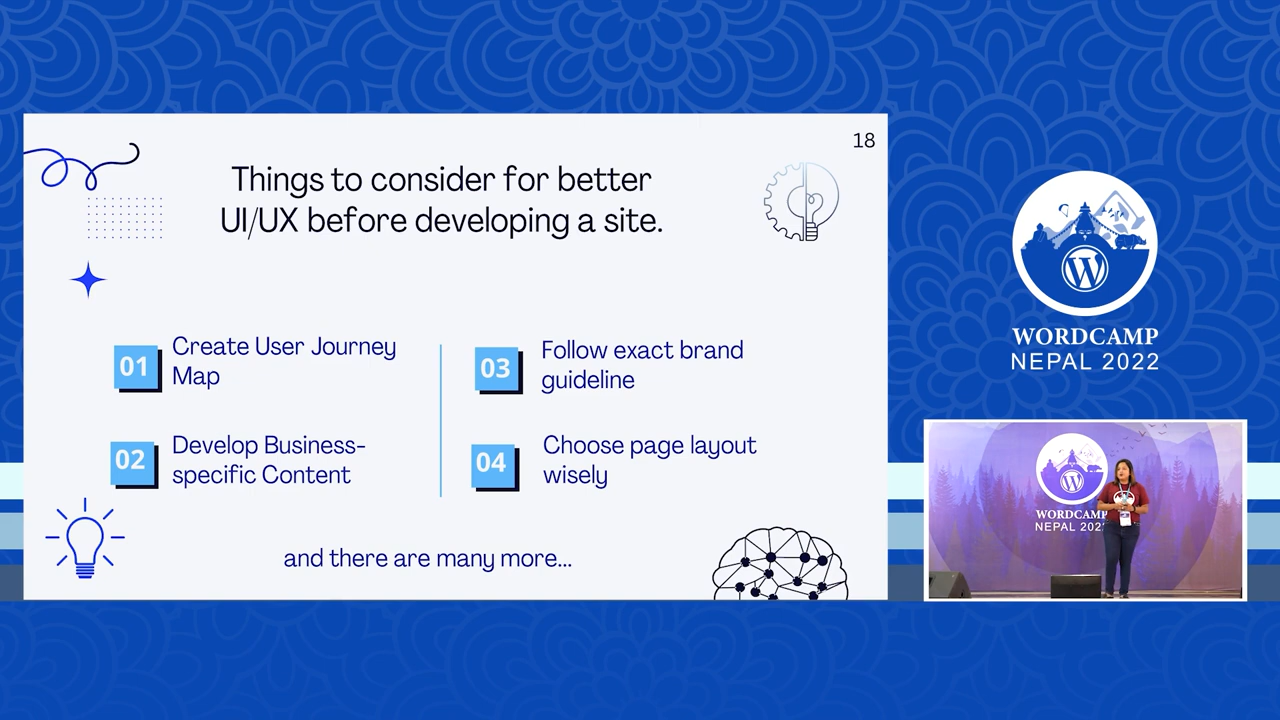 18
Things to consider for better
UI/UX before developing a site.
01
Create User Journey
Map
02
Develop Business-
specific Content
03
Follow exact brand
guideline
04
Choose page layout
wisely
and there are many more...
WORDCAMP
NEPAL 2022
WORDCAMP
NEPAL 202